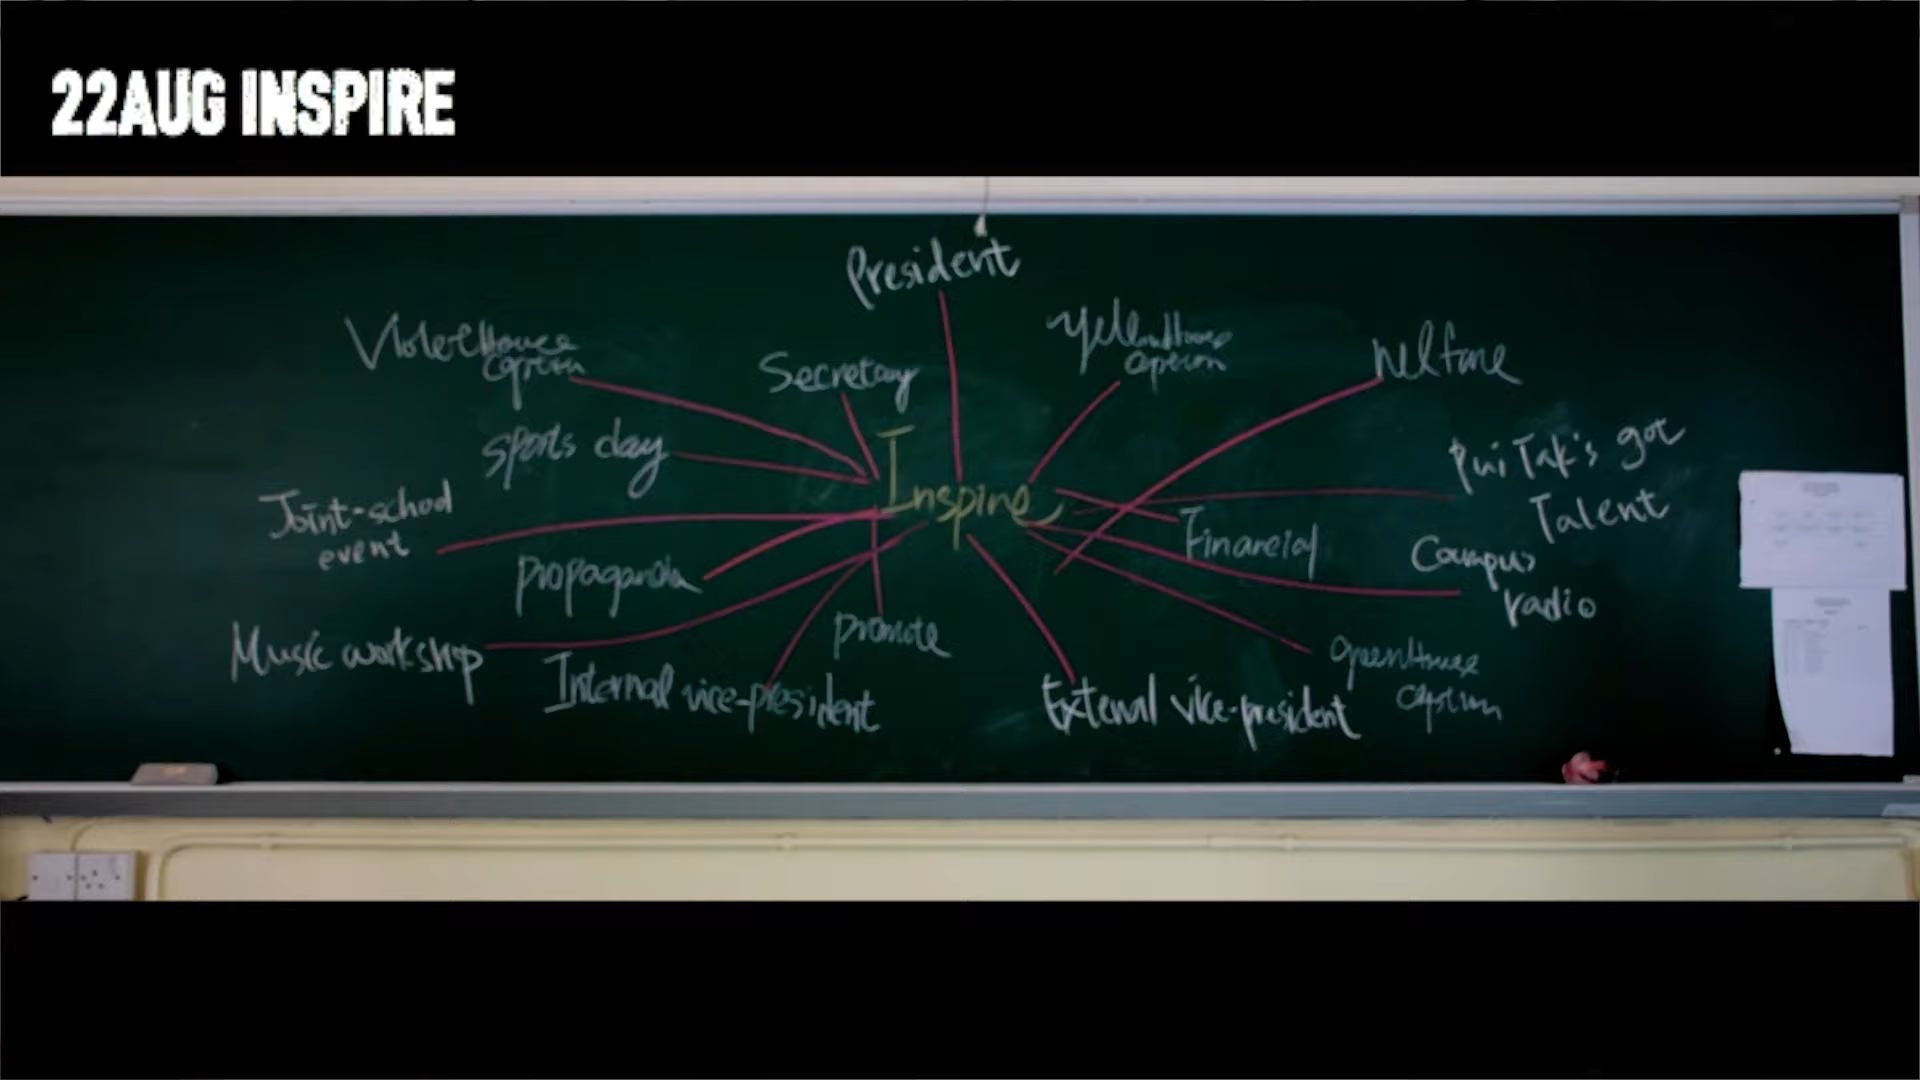 22AUG INSPIRE
President
Violet House
captain
Secretary
Yellow House
captain
Welfare
Sports day
Pui Tak's got
Talent
Inspire
Joint-school
event
Financial
Campus
radio
Propaganda
Promote
Music workshop
Internal vice-president
External vice-president
Green House
captain